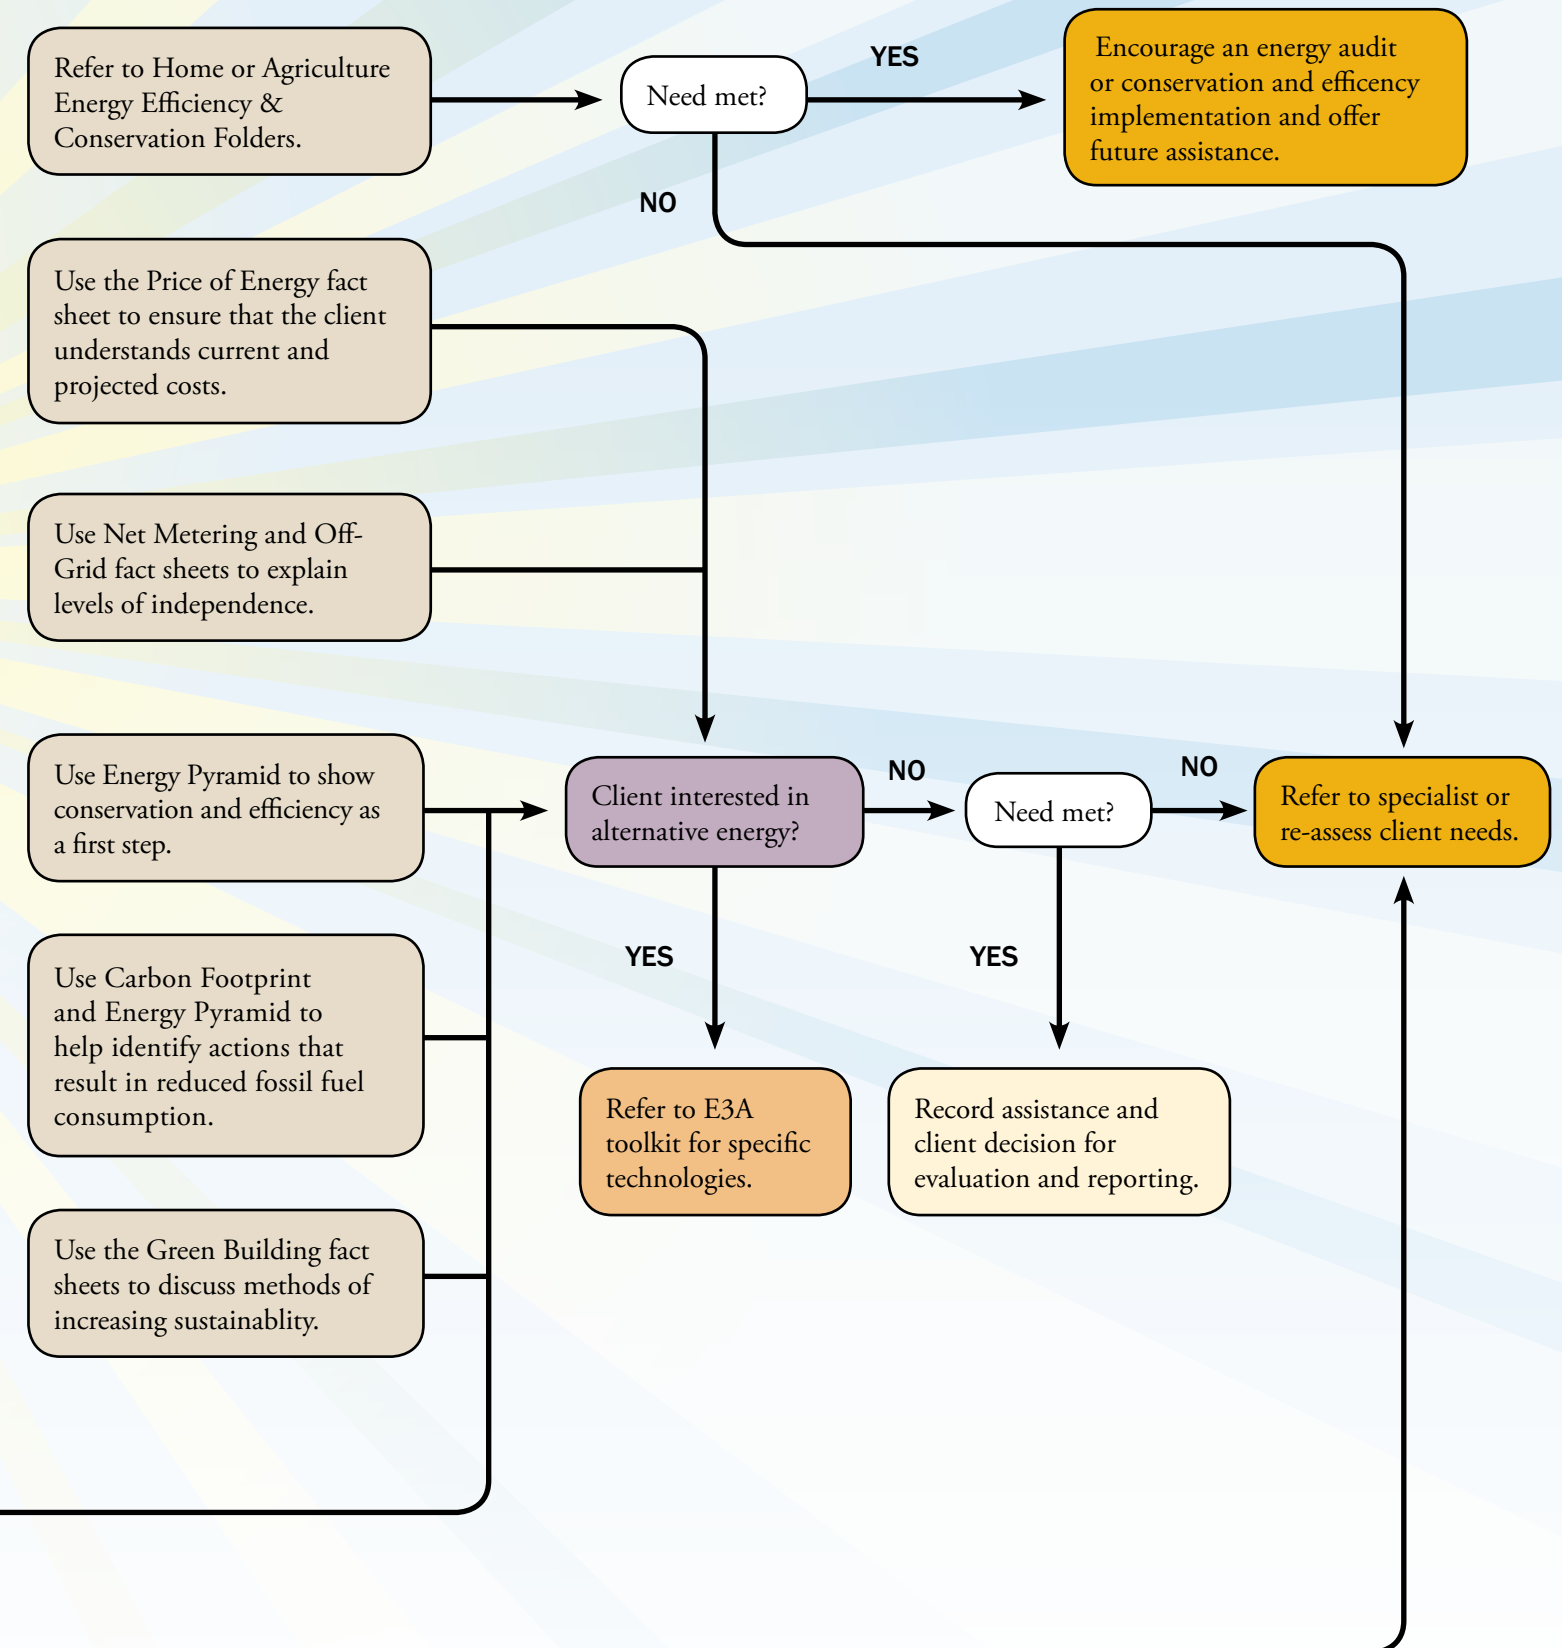 Refer to Home or Agriculture
Energy Efficiency &
Conservation Folders.
Need met?
YES
Encourage an energy audit
or conservation and efficency
implementation and offer
future assistance.
NO
Use the Price of Energy fact
sheet to ensure that the client
understands current and
projected costs.
Use Net Metering and Off-
Grid fact sheets to explain
levels of independence.
Use Energy Pyramid to show
conservation and efficiency as
a first step.
Client interested in
alternative energy?
NO
Need met?
NO
Refer to specialist or
re-assess client needs.
YES
YES
Use Carbon Footprint
and Energy Pyramid to
help identify actions that
result in reduced fossil fuel
consumption.
Refer to E3A
toolkit for specific
technologies.
Record assistance and
client decision for
evaluation and reporting.
Use the Green Building fact
sheets to discuss methods of
increasing sustainablity.